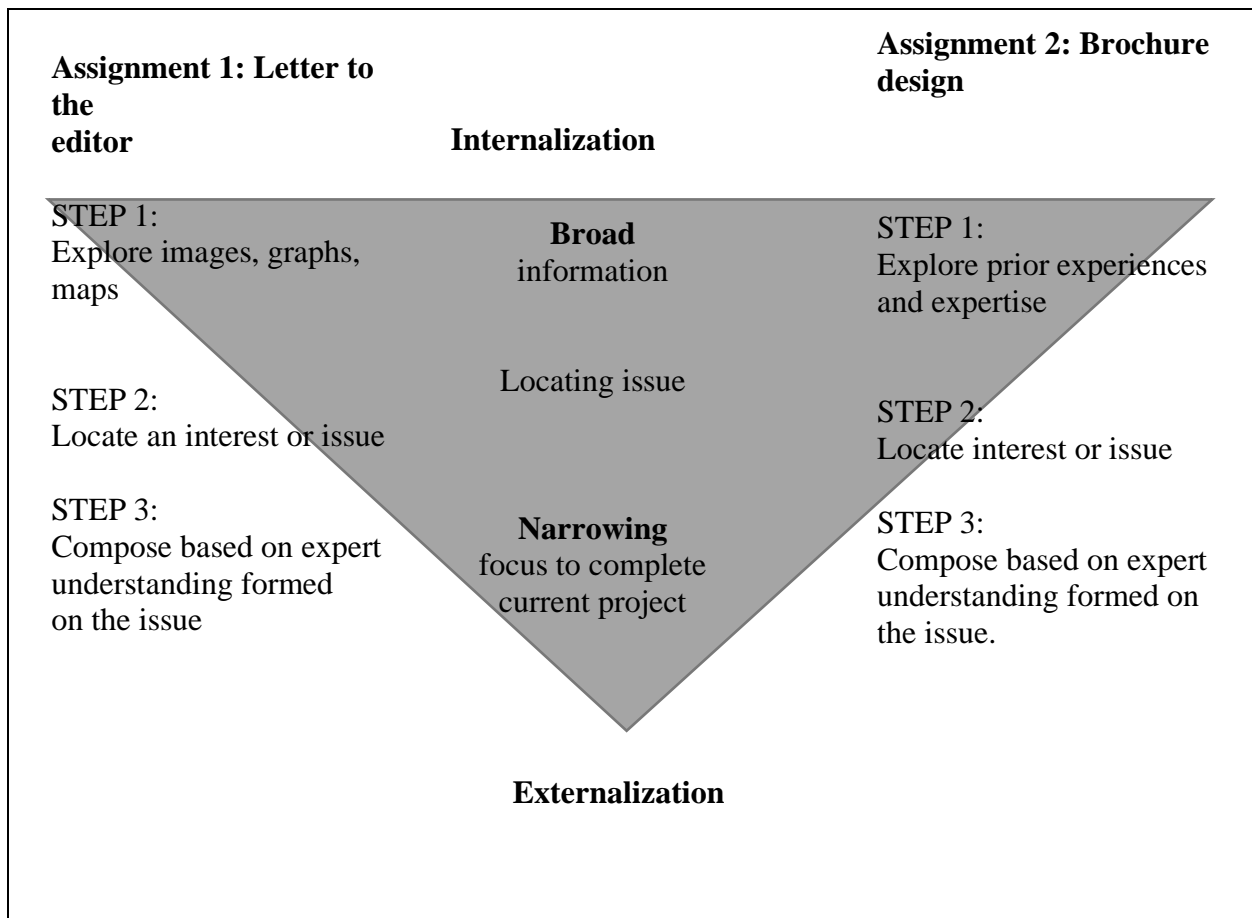 Assignment 1: Letter to
the
editor
Internalization
Assignment 2: Brochure
design
STEP 1:
Explore images, graphs,
maps
STEP 2:
Locate an interest or issue
STEP 3:
Compose based on expert
understanding formed
on the issue
Broad
information
Locating issue
Narrowing
focus to complete
current project
STEP 1:
Explore prior experiences
and expertise
STEP 2:
Locate interest or issue
STEP 3:
Compose based on expert
understanding formed on
the issue.
Externalization